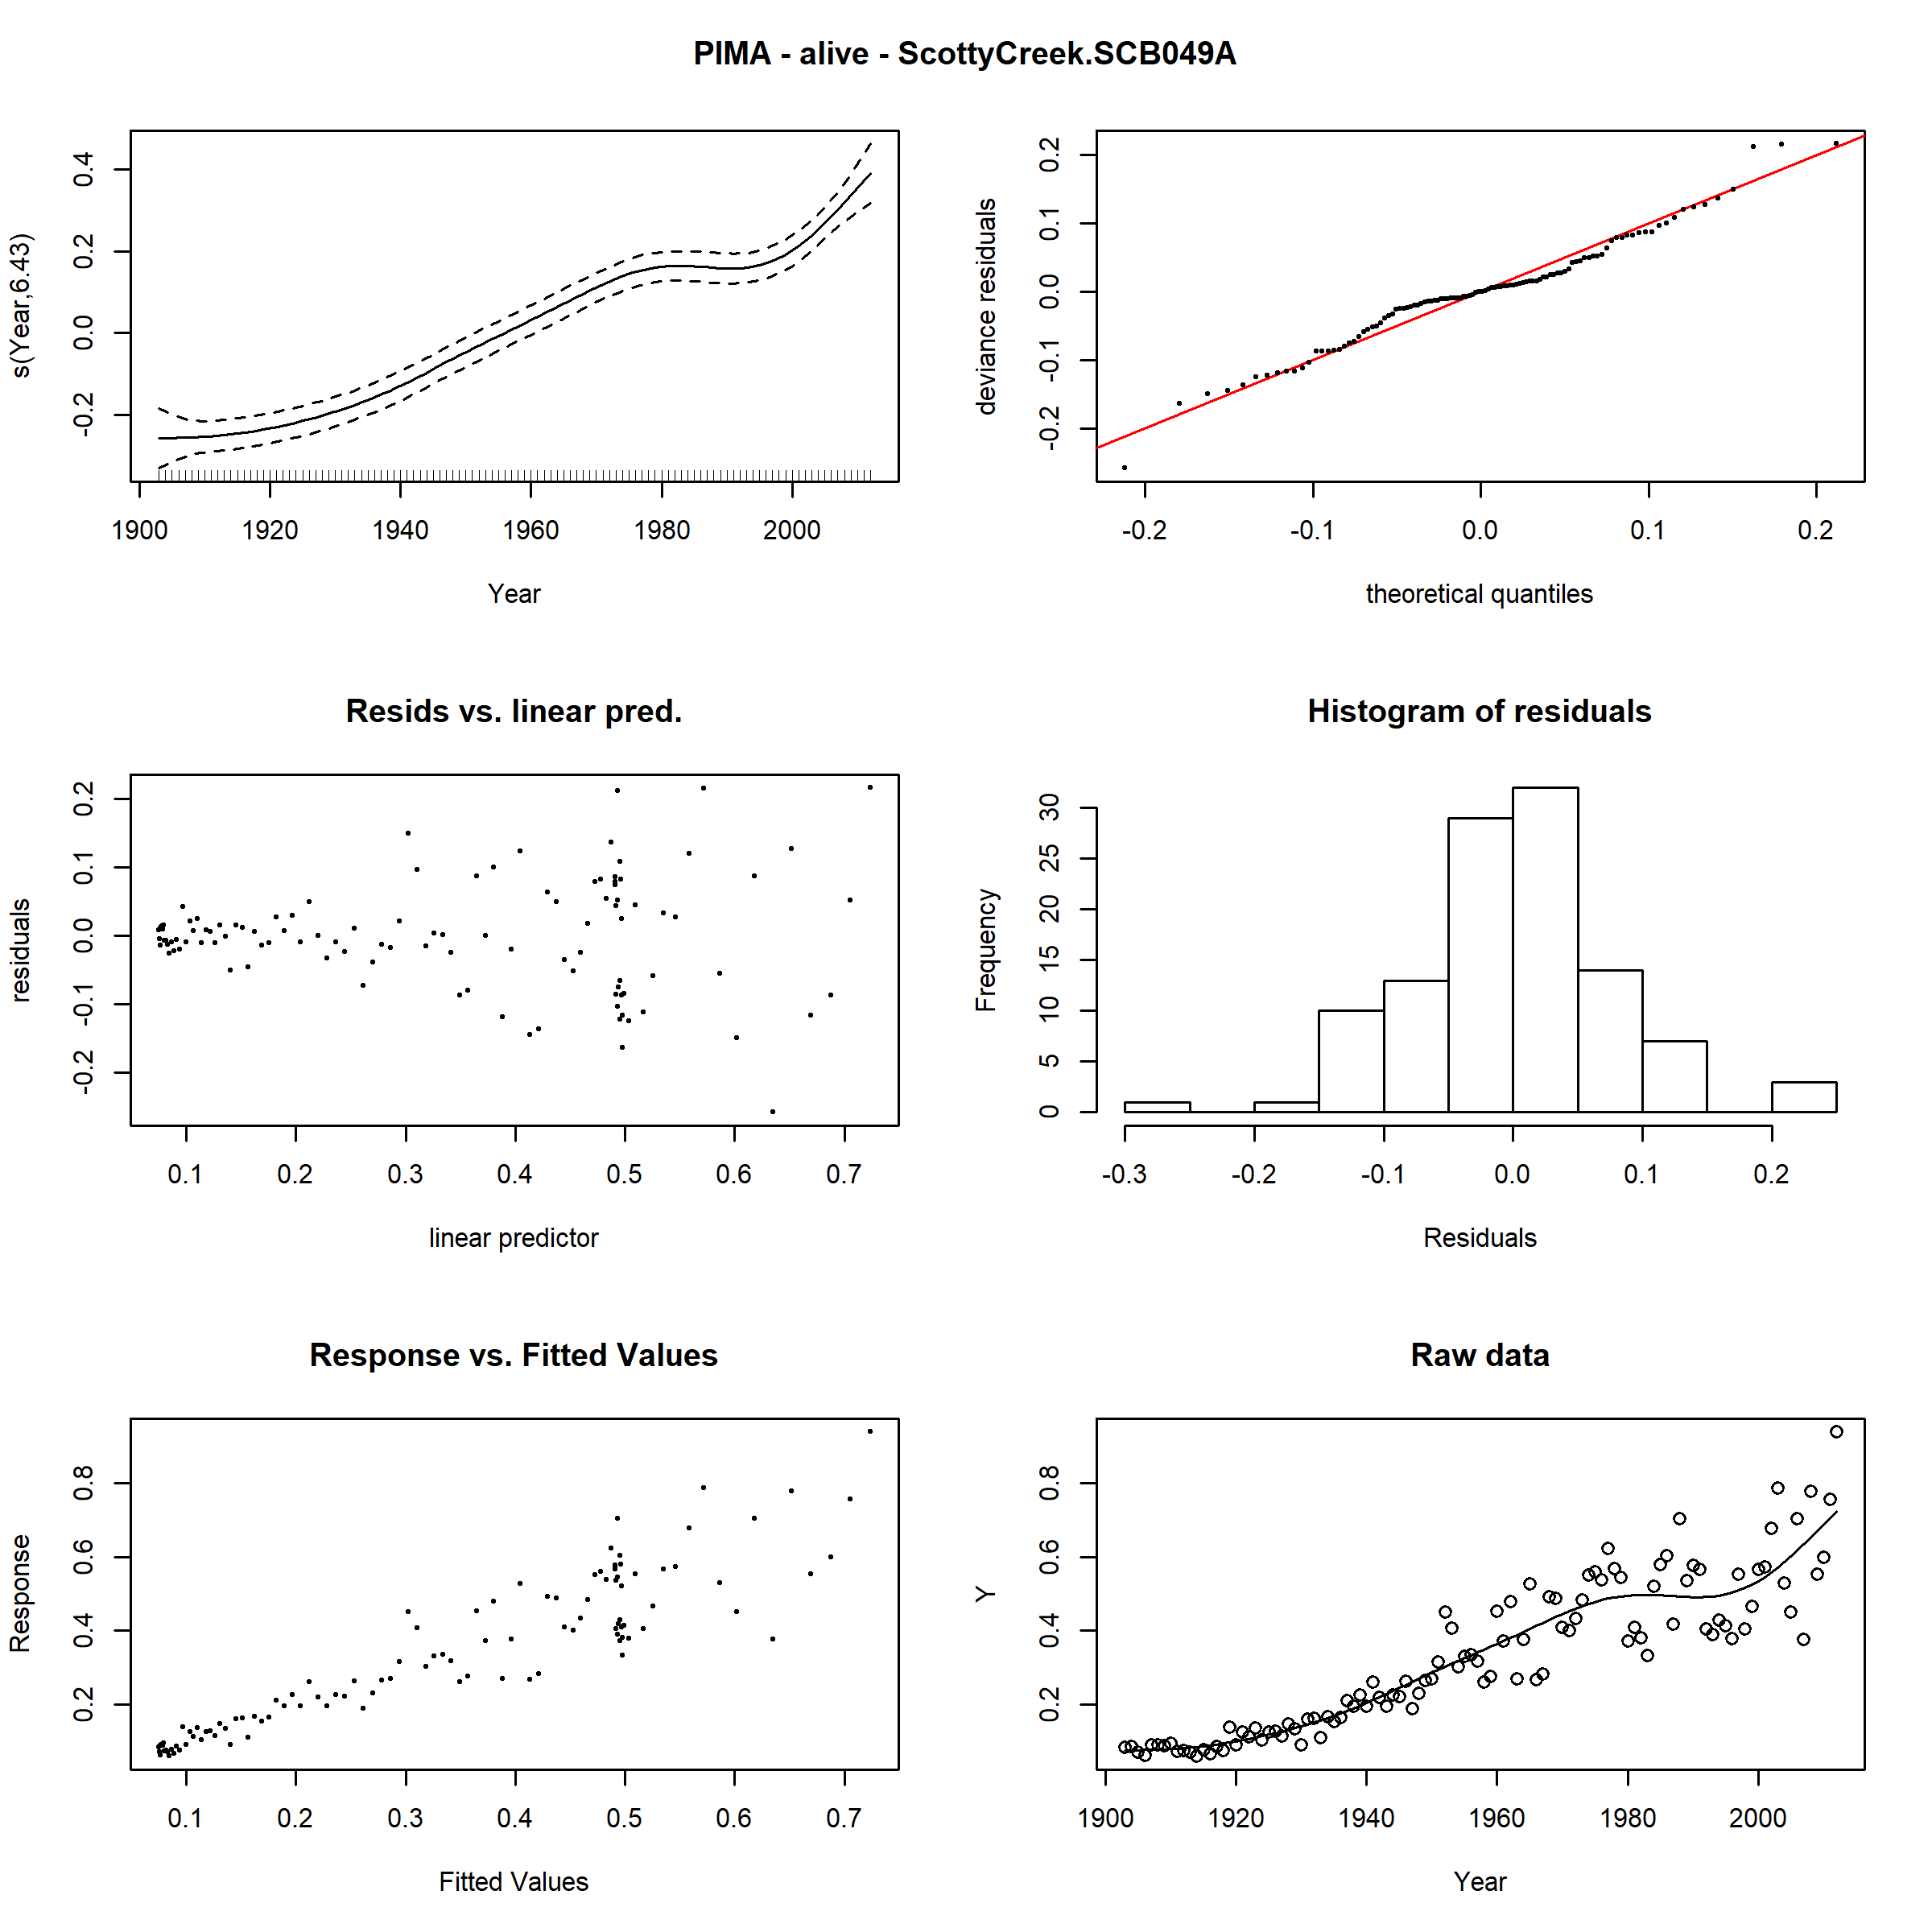 PIMA - alive - ScottyCreek.SCB049A
s(Year,6.43)
-0.2 0.0 0.2 0.4
1900 1920 1940 1960 1980 2000
Year
deviance residuals
-0.2 -0.1 0.0 0.1 0.2
-0.2 -0.1 0.0 0.1 0.2
theoretical quantiles
Resids vs. linear pred.
residuals
-0.2 -0.1 0.0 0.1 0.2
0.1 0.2 0.3 0.4 0.5 0.6 0.7
linear predictor
Histogram of residuals
Frequency
0 5 10 15 20 25 30
-0.3 -0.2 -0.1 0.0 0.1 0.2
Residuals
Response vs. Fitted Values
Response
0.2 0.4 0.6 0.8
0.1 0.2 0.3 0.4 0.5 0.6 0.7
Fitted Values
Raw data
Y
0.2 0.4 0.6 0.8
1900 1920 1940 1960 1980 2000
Year